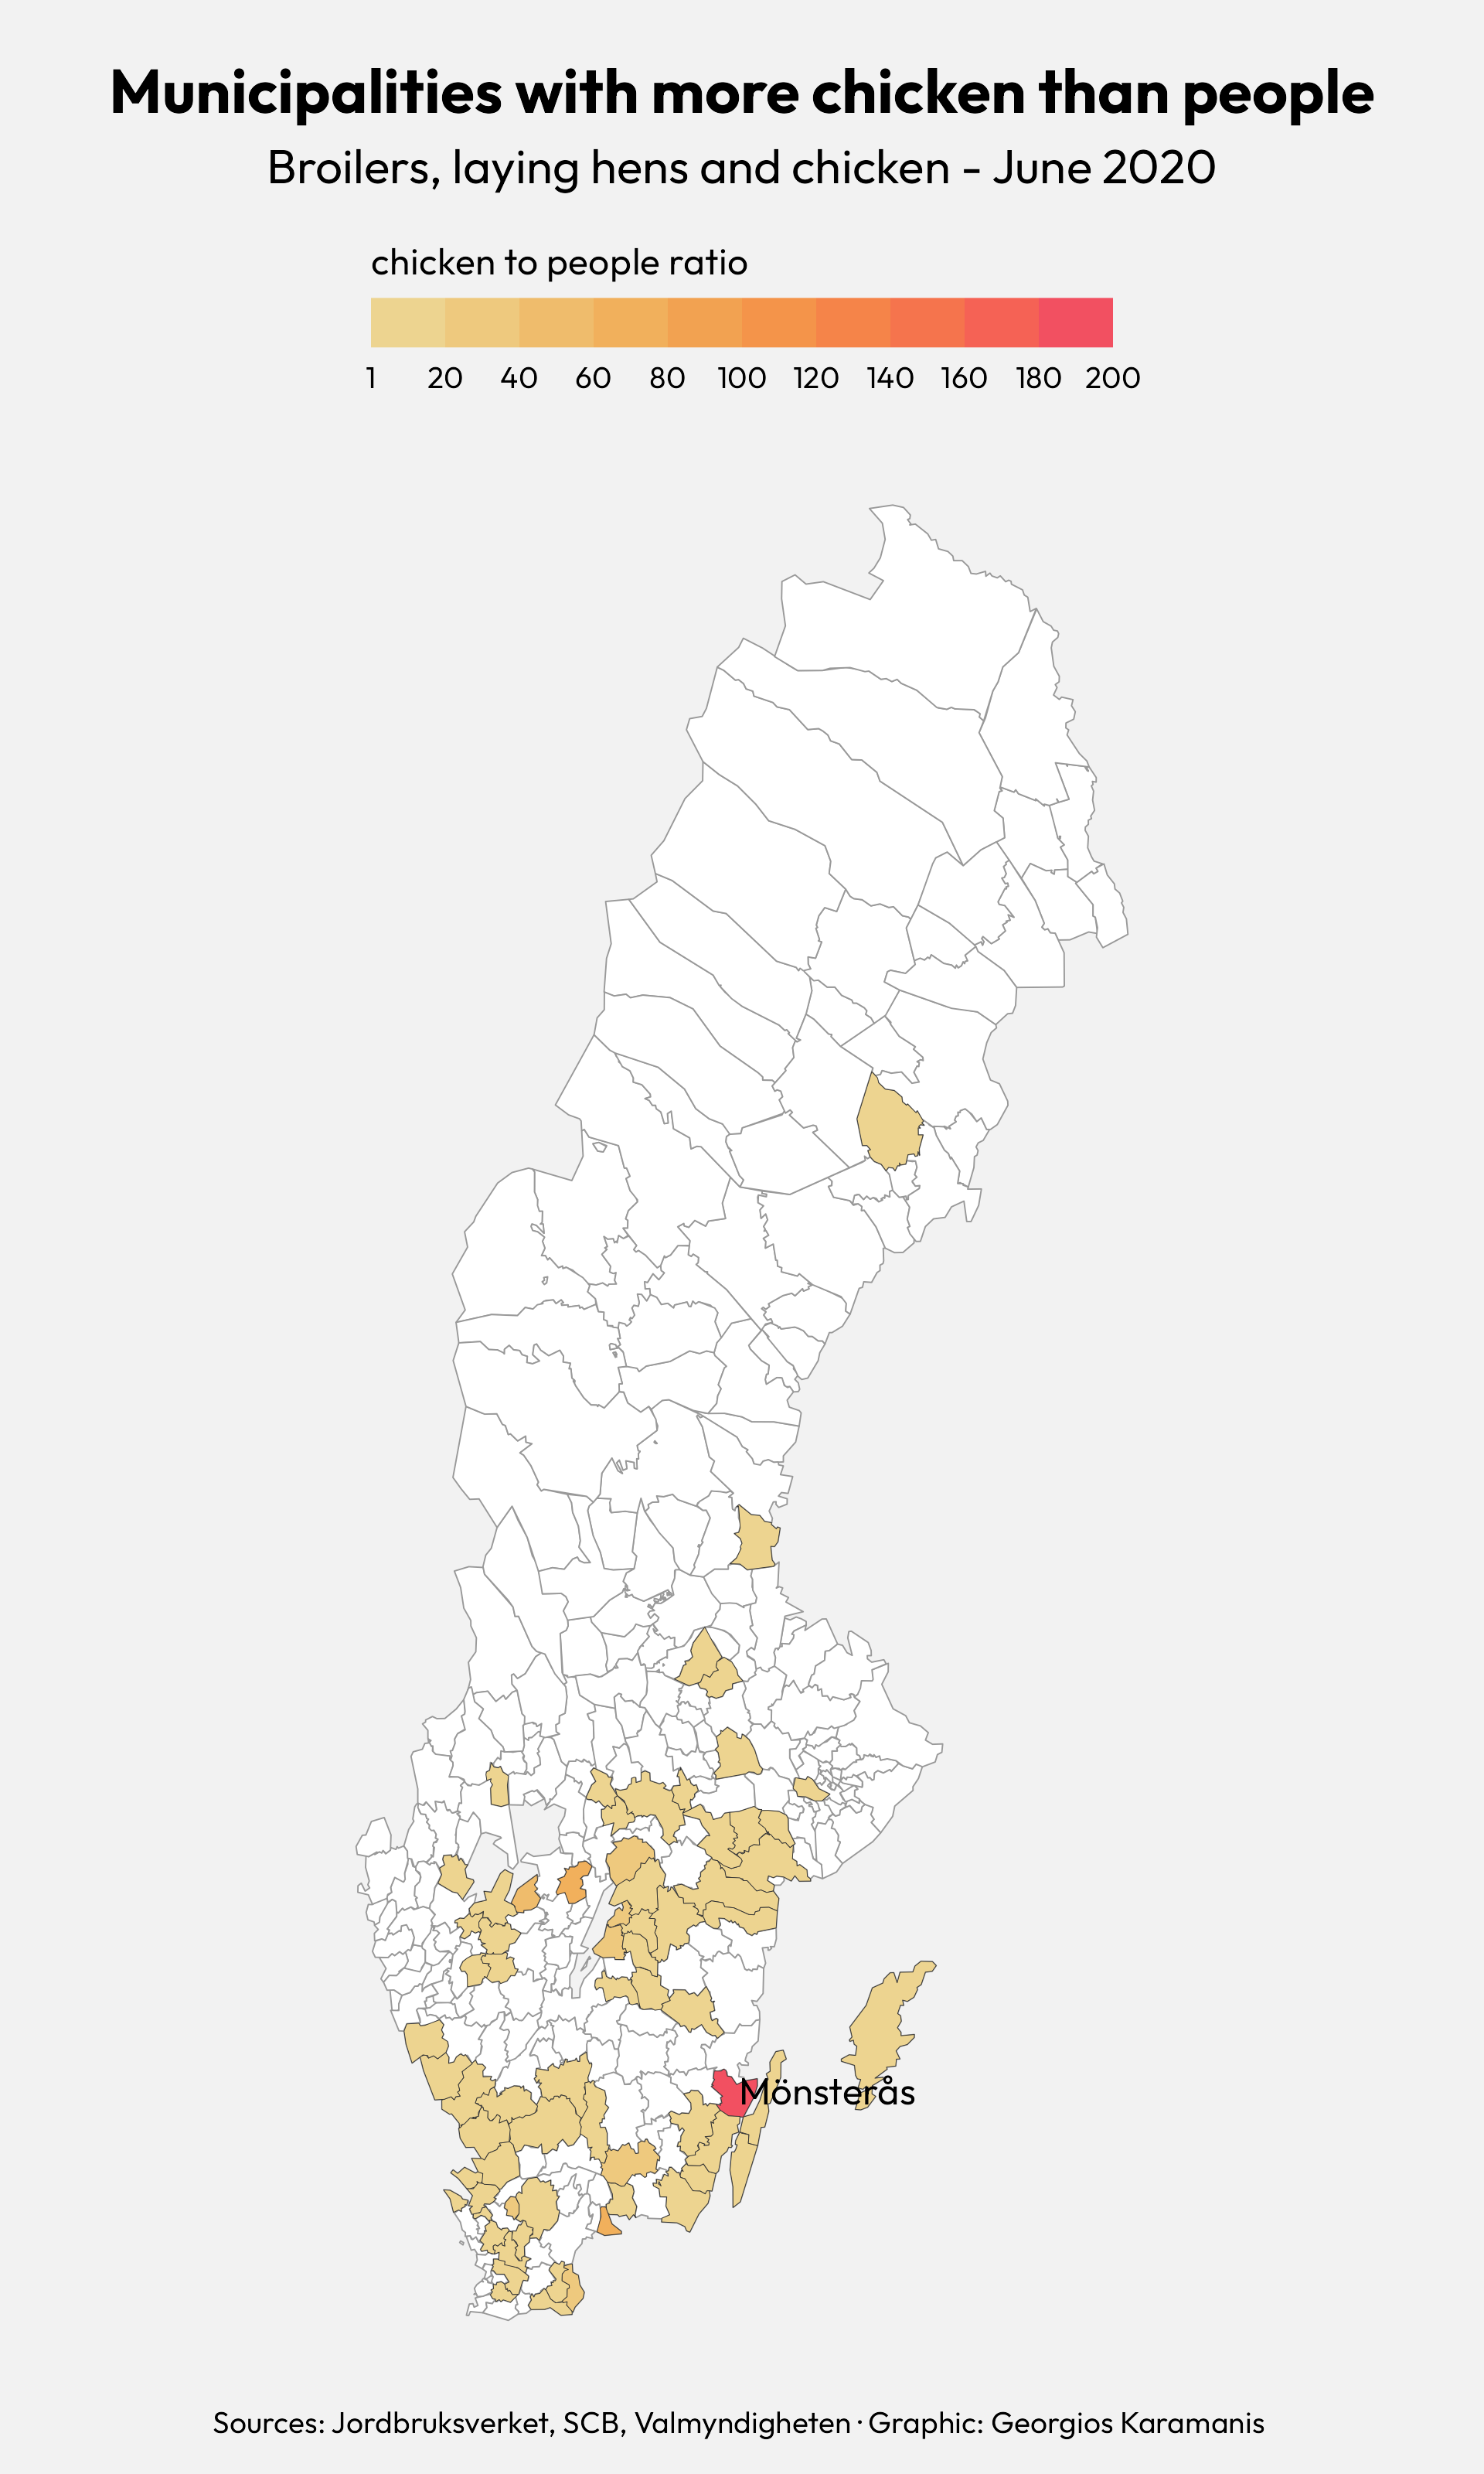 Municipalities with more chicken than people
Broilers, laying hens and chicken - June 2020
chicken to people ratio
1 20 40 60 80 100 120 140 160 180 200
Mönsterås
Sources: Jordbruksverket, SCB, Valmyndigheten · Graphic: Georgios Karamanis